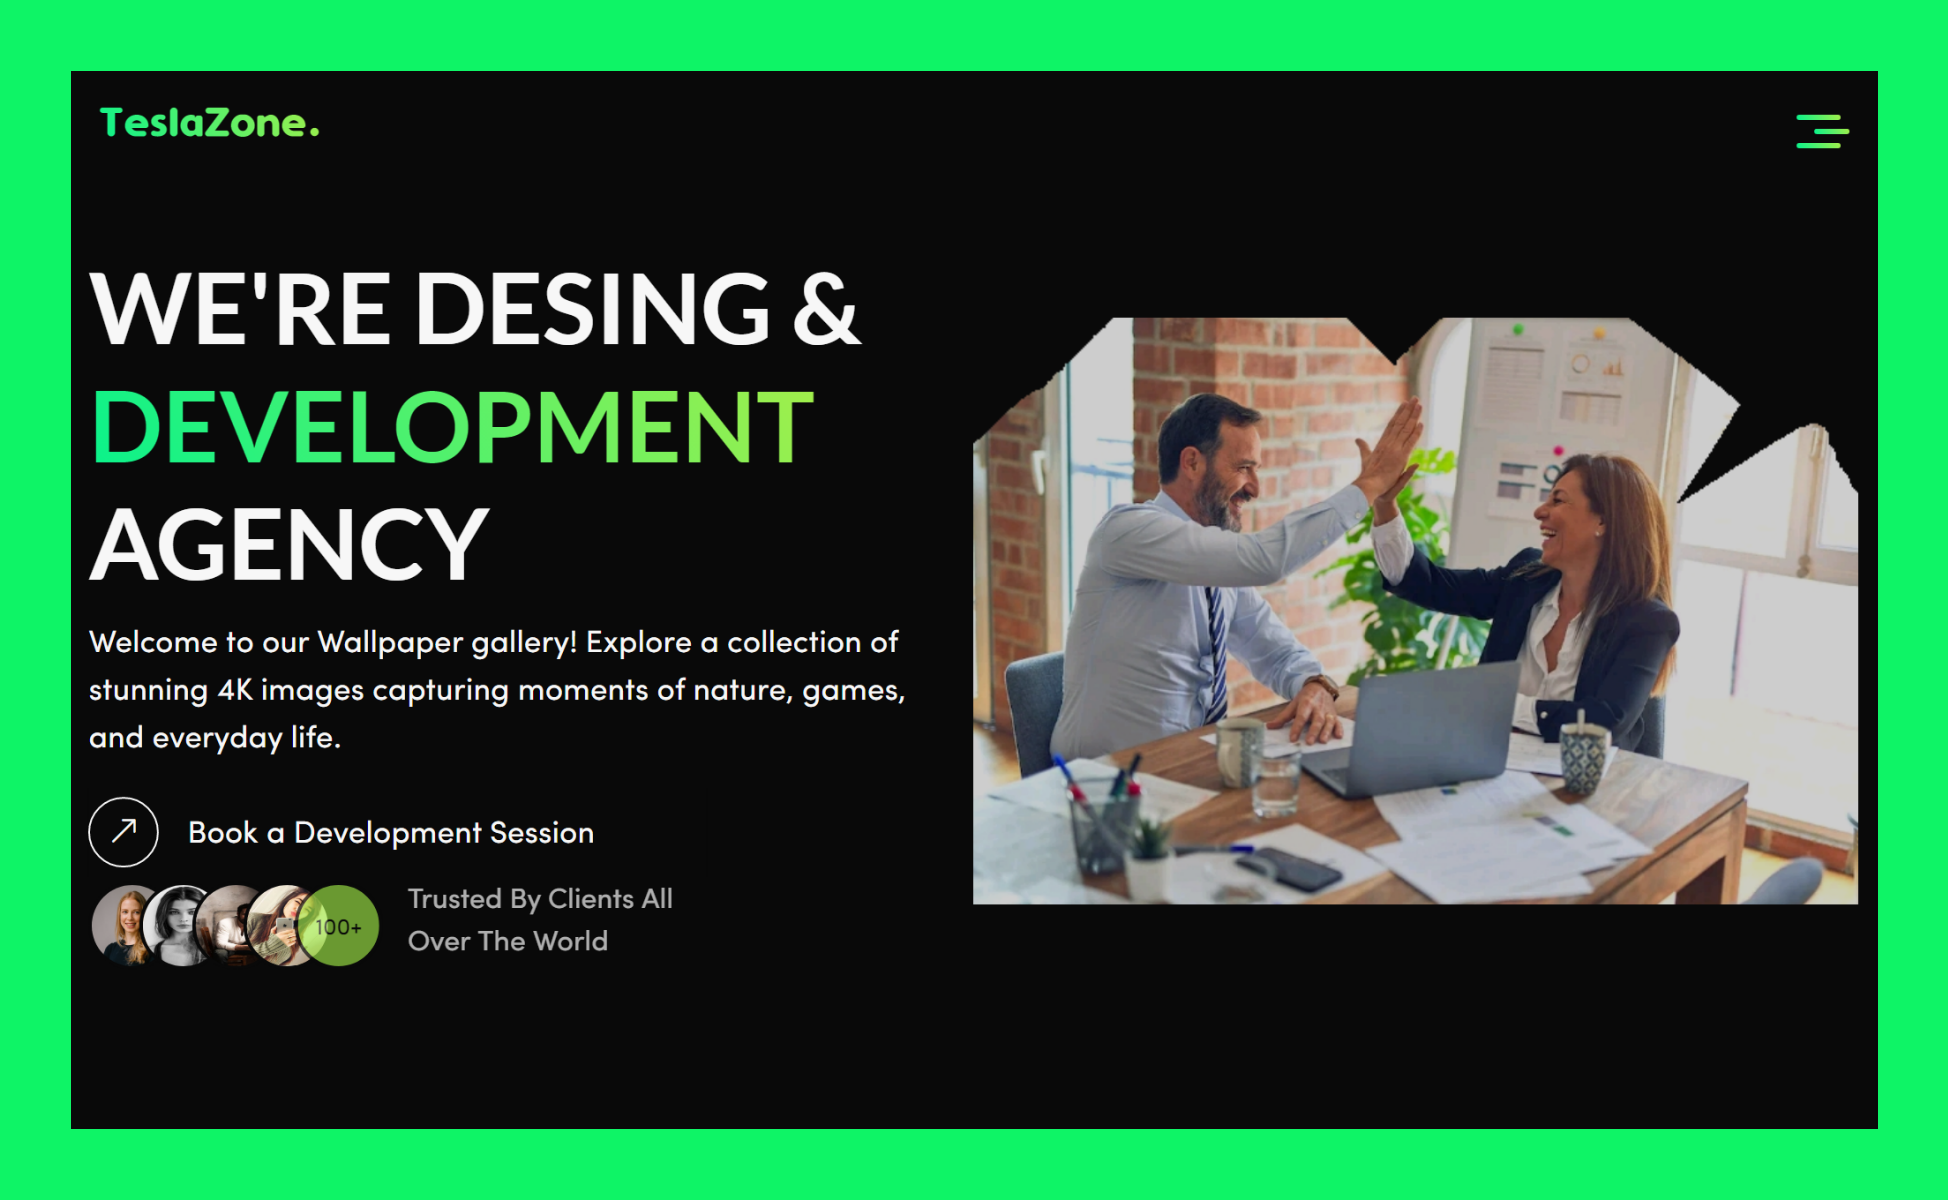 TeslaZone.
WE'RE DESING &
DEVELOPMENT
AGENCY
Welcome to our Wallpaper gallery! Explore a collection of
stunning 4K images capturing moments of nature, games,
and everyday life.
Book a Development Session
100+
Trusted By Clients All
Over The World